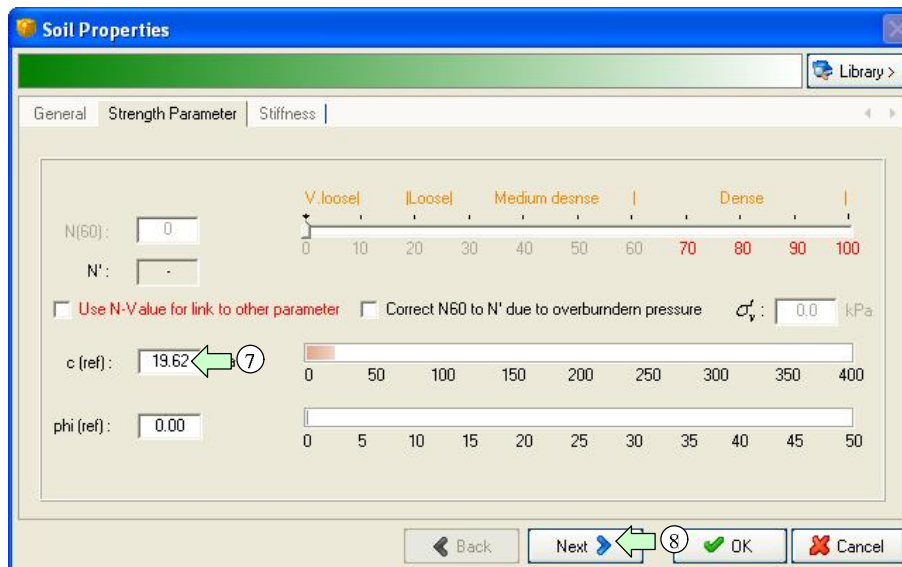 Soil Properties
Library >
General Strength Parameter Stiffness
V.loose| |Loose| Medium desnse | Dense |
N(60) : 0
0 10 20 30 40 50 60 70 80 90 100
N' : -
Use N-Value for link to other parameter Correct N60 to N' due to overburndern pressure σ'v : 0.0 kPa
c (ref) : 19.62 a 7
0 50 100 150 200 250 300 350 400
phi (ref) : 0.00
0 5 10 15 20 25 30 35 40 45 50
Back Next 8 OK Cancel